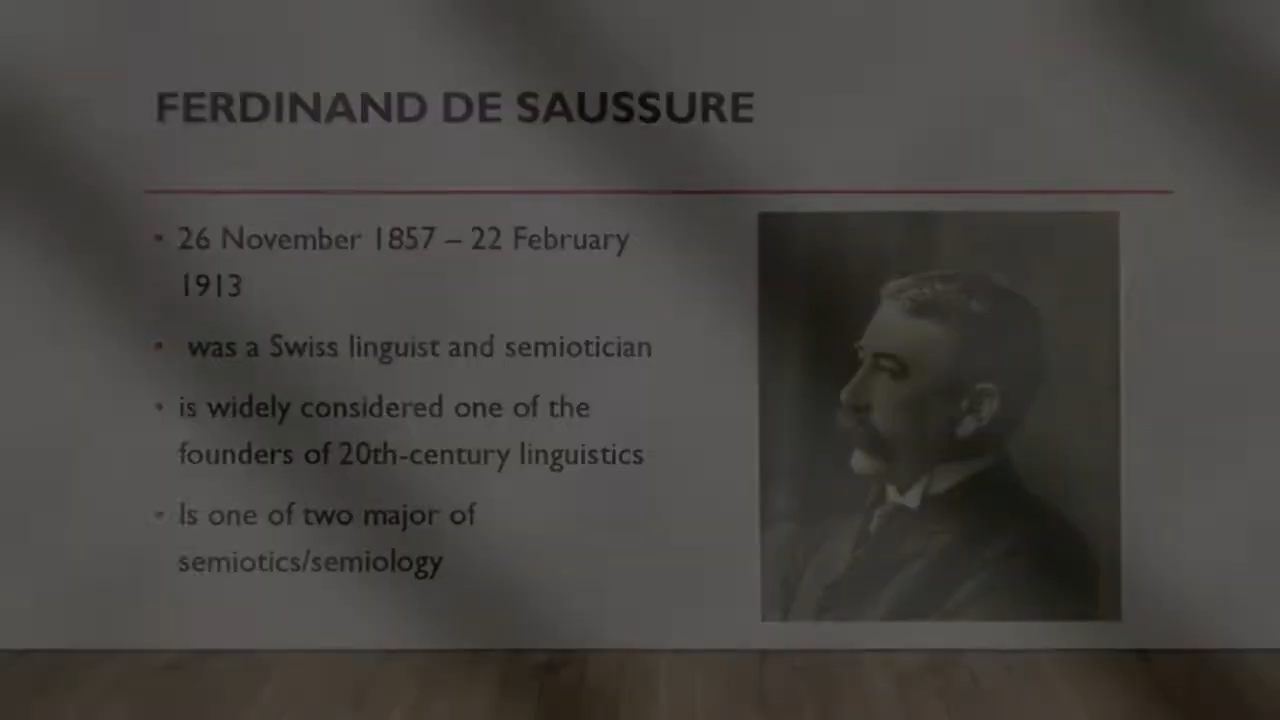 FERDINAND DE SAUSSURE
• 26 November 1857 – 22 February
1913
• was a Swiss linguist and semiotician
• is widely considered one of the
founders of 20th-century linguistics
• Is one of two major of
semiotics/semiology